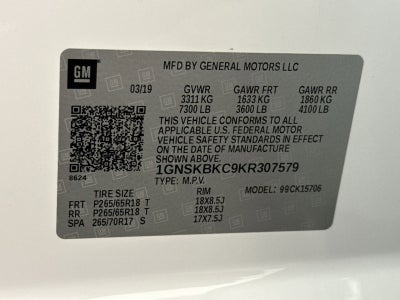 GM
MFD BY GENERAL MOTORS LLC
03/19 GVWR GAWR FRT GAWR RR
3311 KG 1633 KG 1860 KG
7300 LB 3600 LB 4100 LB
THIS VEHICLE CONFORMS TO ALL
APPLICABLE U.S. FEDERAL MOTOR
VEHICLE SAFETY STANDARDS IN EFFECT
ON THE DATE OF MANUFACTURE SHOWN ABOVE.
1GNSKBKC9KR307579
8624 TYPE: M.P.V. MODEL: 99CK15706
TIRE SIZE RIM
FRT P265/65R18 T 18X8.5J
RR P265/65R18 T 18X8.5J
SPA 265/70R17 S 17X7.5J